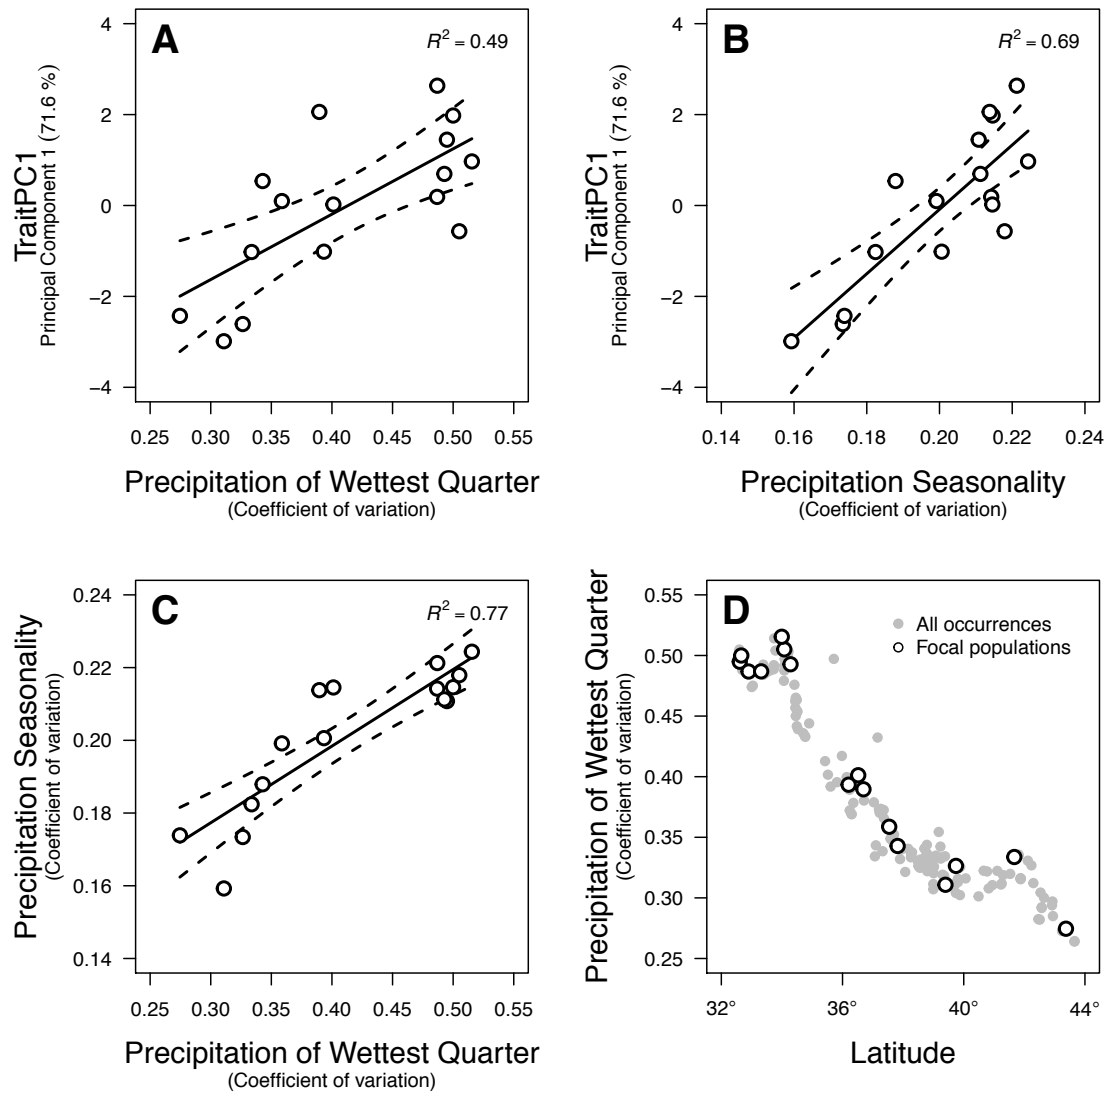 A
R² = 0.49
4
2
0
−2
−4
TraitPC1
Principal Component 1 (71.6 %)
0.25 0.30 0.35 0.40 0.45 0.50 0.55
Precipitation of Wettest Quarter
(Coefficient of variation)
B
R² = 0.69
4
2
0
−2
−4
TraitPC1
Principal Component 1 (71.6 %)
0.14 0.16 0.18 0.20 0.22 0.24
Precipitation Seasonality
(Coefficient of variation)
C
R² = 0.77
0.24
0.22
0.20
0.18
0.16
0.14
Precipitation Seasonality
(Coefficient of variation)
0.25 0.30 0.35 0.40 0.45 0.50 0.55
Precipitation of Wettest Quarter
(Coefficient of variation)
D
All occurrences
Focal populations
0.55
0.50
0.45
0.40
0.35
0.30
0.25
Precipitation of Wettest Quarter
(Coefficient of variation)
32° 36° 40° 44°
Latitude